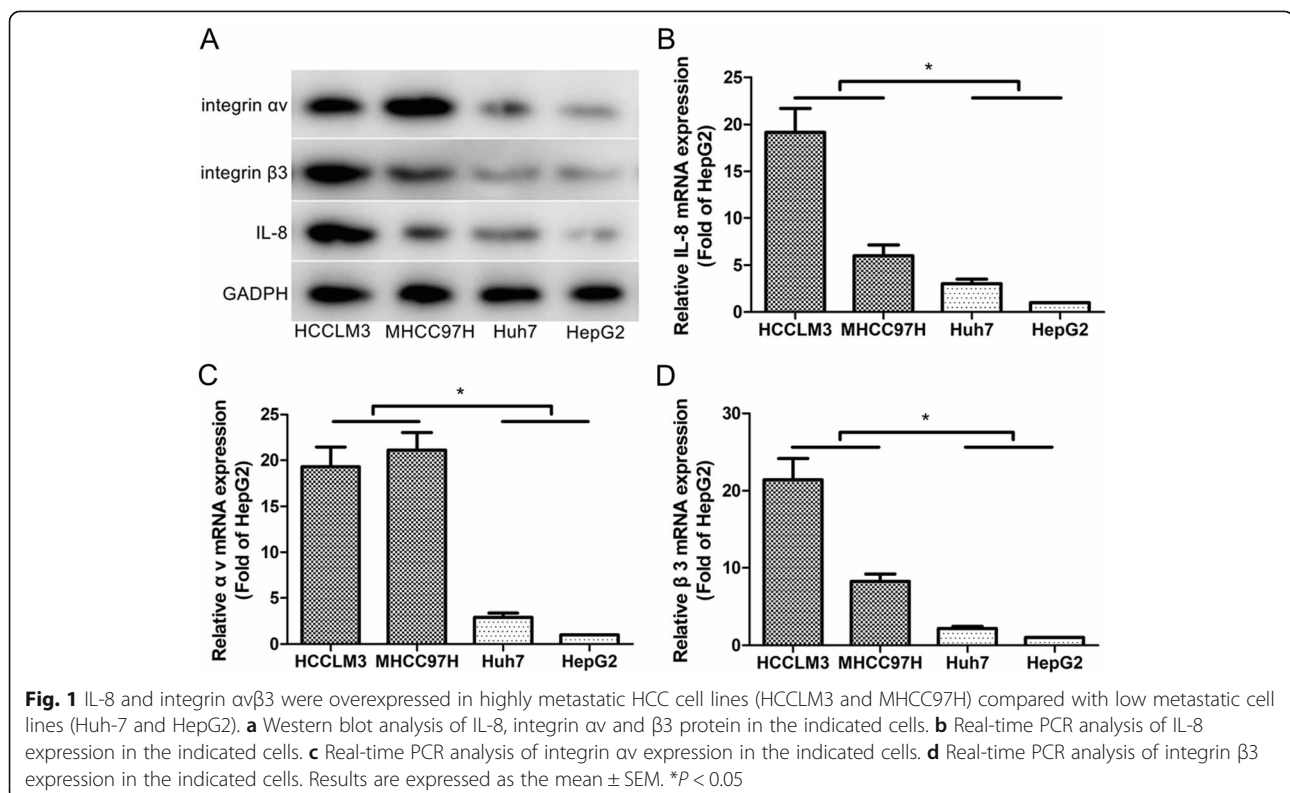 A
integrin αv
integrin β3
IL-8
GADPH
HCCLM3 MHCC97H Huh7 HepG2
B
Relative IL-8 mRNA expression
(Fold of HepG2)
25
20
15
10
5
0
*
HCCLM3 MHCC97H Huh7 HepG2
C
Relative α v mRNA expression
(Fold of HepG2)
25
20
15
10
5
0
*
HCCLM3 MHCC97H Huh7 HepG2
D
Relative β 3 mRNA expression
(Fold of HepG2)
30
20
10
0
*
HCCLM3 MHCC97H Huh7 HepG2
Fig. 1 IL-8 and integrin αvβ3 were overexpressed in highly metastatic HCC cell lines (HCCLM3 and MHCC97H) compared with low metastatic cell
lines (Huh-7 and HepG2). a Western blot analysis of IL-8, integrin αv and β3 protein in the indicated cells. b Real-time PCR analysis of IL-8
expression in the indicated cells. c Real-time PCR analysis of integrin αv expression in the indicated cells. d Real-time PCR analysis of integrin β3
expression in the indicated cells. Results are expressed as the mean ± SEM. *P < 0.05